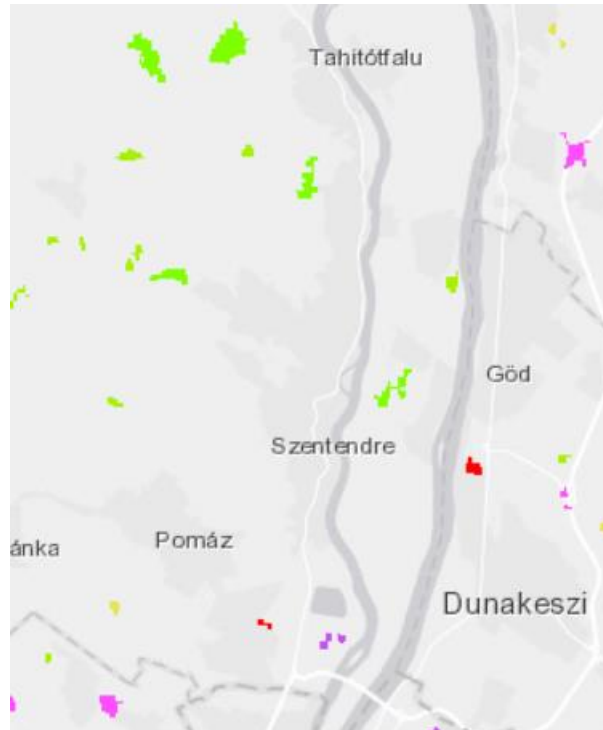 Tahitótfalu
Göd
Szentendre
ánka
Pomáz
Dunakeszi